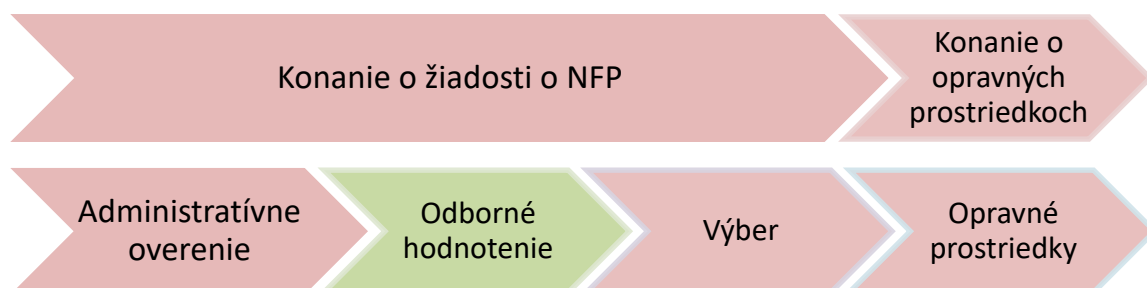 Konanie o žiadosti o NFP
Konanie o
opravných
prostriedkoch
Administratívne
overenie
Odborné
hodnotenie
Výber
Opravné
prostriedky